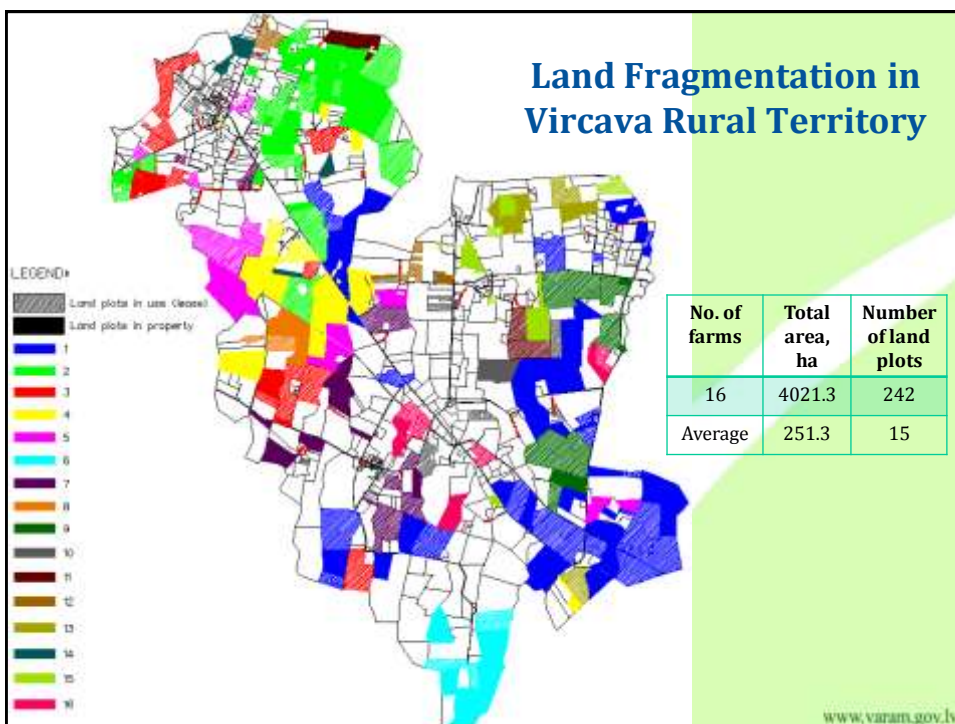 Land Fragmentation in
Vircava Rural Territory
LEGEND:
Land plots in use (lease)
Land plots in property
1
2
3
4
5
6
7
8
9
10
11
12
13
14
15
16
No. of farms | Total area, ha | Number of land plots
16 | 4021.3 | 242
Average | 251.3 | 15
www.varam.gov.lv